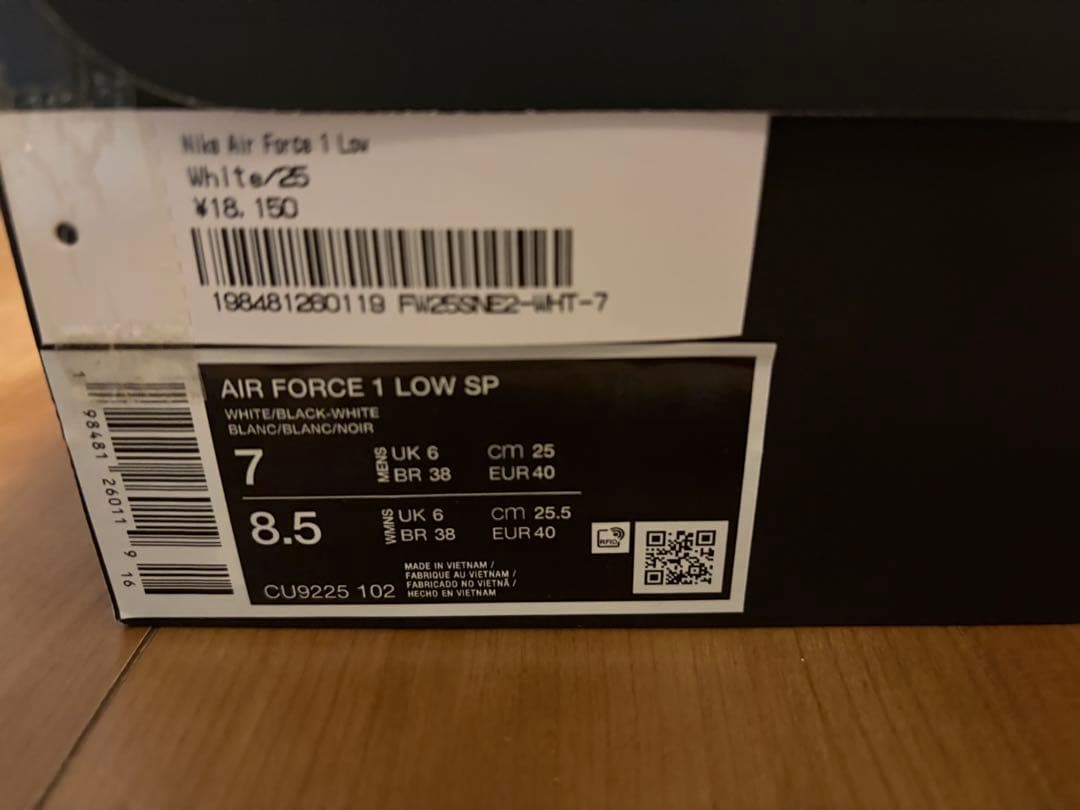 Nike Air Force 1 Low
White/25
¥18,150
198481260119 FW25SNE2-WHT-7
1 98481 26011 9 16
AIR FORCE 1 LOW SP
WHITE/BLACK-WHITE
BLANC/BLANC/NOIR
7 MENS UK 6 cm 25
BR 38 EUR 40
8.5 WMNS UK 6 cm 25.5
BR 38 EUR 40
RFID
CU9225 102
MADE IN VIETNAM /
FABRIQUE AU VIETNAM /
FABRICADO NO VIETNÃ /
HECHO EN VIETNAM